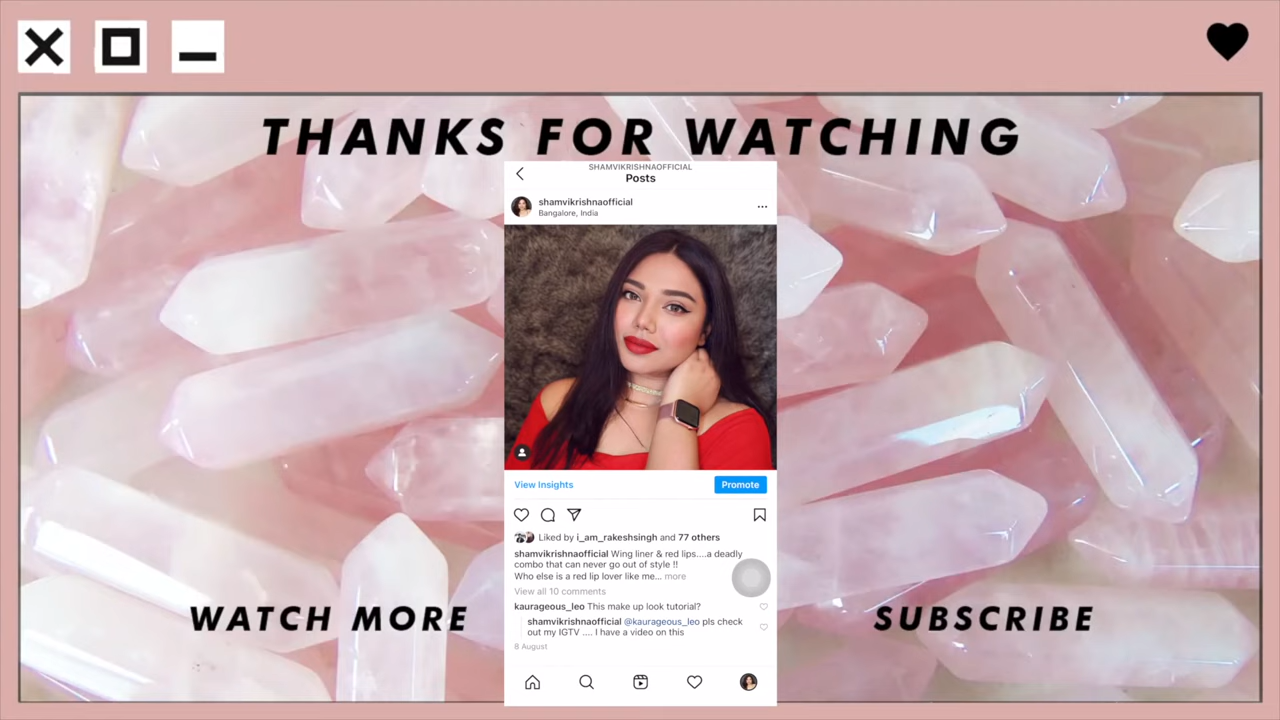 THANKS FOR WATCHING
SHAMVIKRISHNAOFFICIAL
Posts
shamvikrishnaofficial
Bangalore, India
View Insights
Promote
Liked by i_am_rakeshsingh and 77 others
shamvikrishnaofficial Wing liner & red lips....a deadly
combo that can never go out of style !!
Who else is a red lip lover like me... more
View all 10 comments
kaurageous_leo This make up look tutorial?
shamvikrishnaofficial @kaurageous_leo pls check
out my IGTV .... I have a video on this
8 August
WATCH MORE
SUBSCRIBE